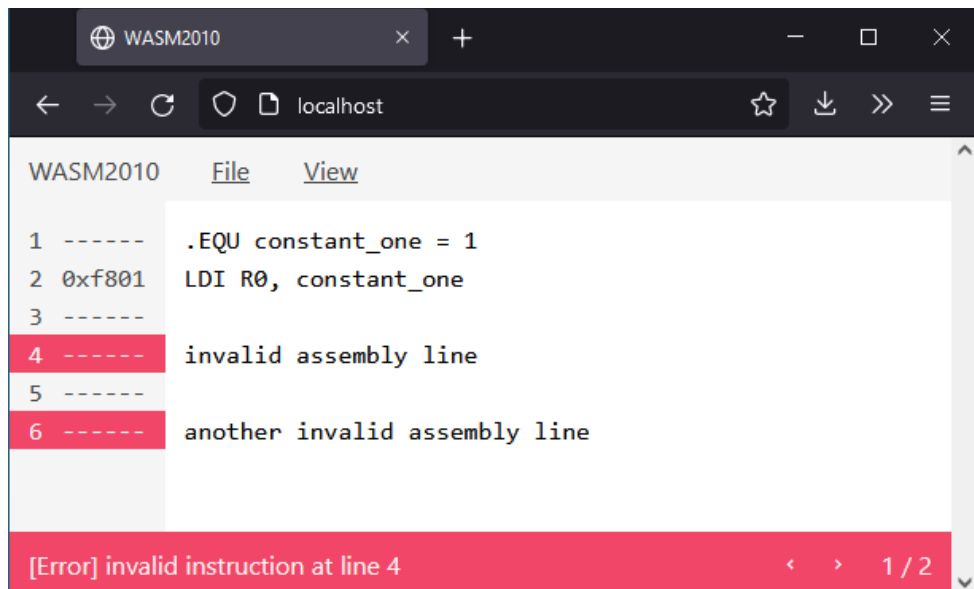 WASM2010
localhost
WASM2010 File View
1 ------ .EQU constant_one = 1
2 0xf801 LDI R0, constant_one
3 ------
4 ------ invalid assembly line
5 ------
6 ------ another invalid assembly line
[Error] invalid instruction at line 4 ‹ › 1 / 2